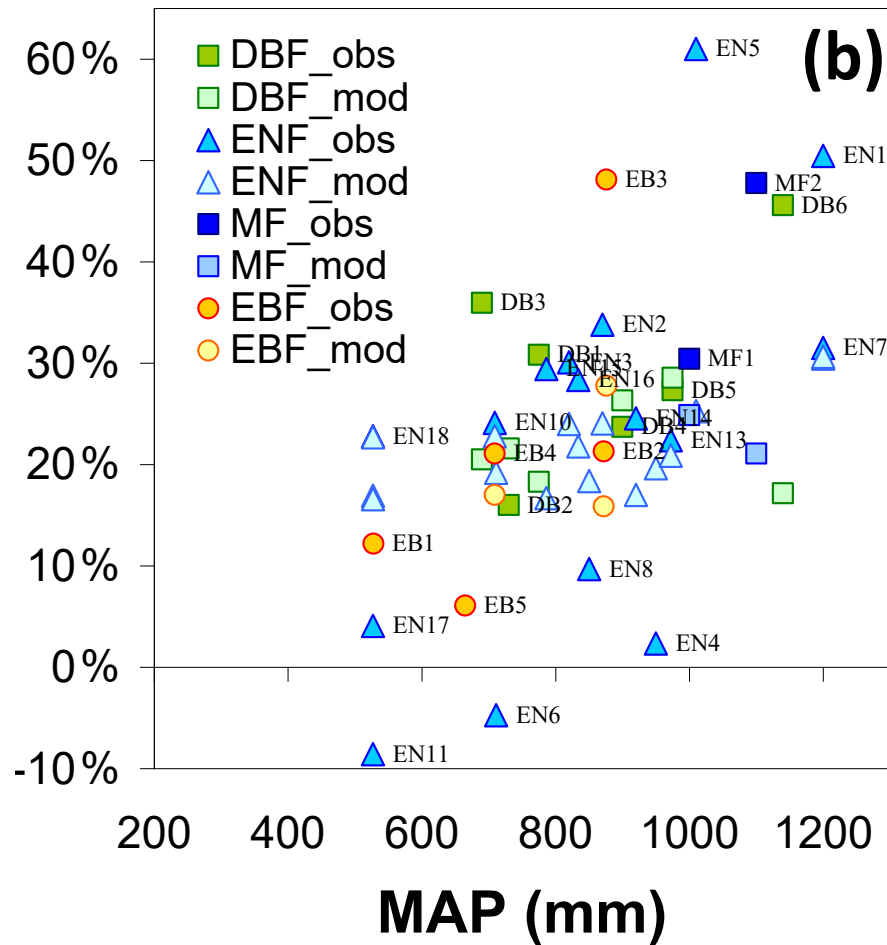 60%
50%
40%
30%
20%
10%
0%
-10%
(b)
DBF_obs
DBF_mod
ENF_obs
ENF_mod
MF_obs
MF_mod
EBF_obs
EBF_mod
EN5
EN1
EB3
MF2
DB6
DB3
EN2
EN7
DB1
EN3
EN15
EN16
MF1
DB5
EN10
EN14
DB4
EN18
EN13
EB4
EB2
DB2
EB1
EN8
EB5
EN17
EN4
EN6
EN11
200 400 600 800 1000 1200
MAP (mm)